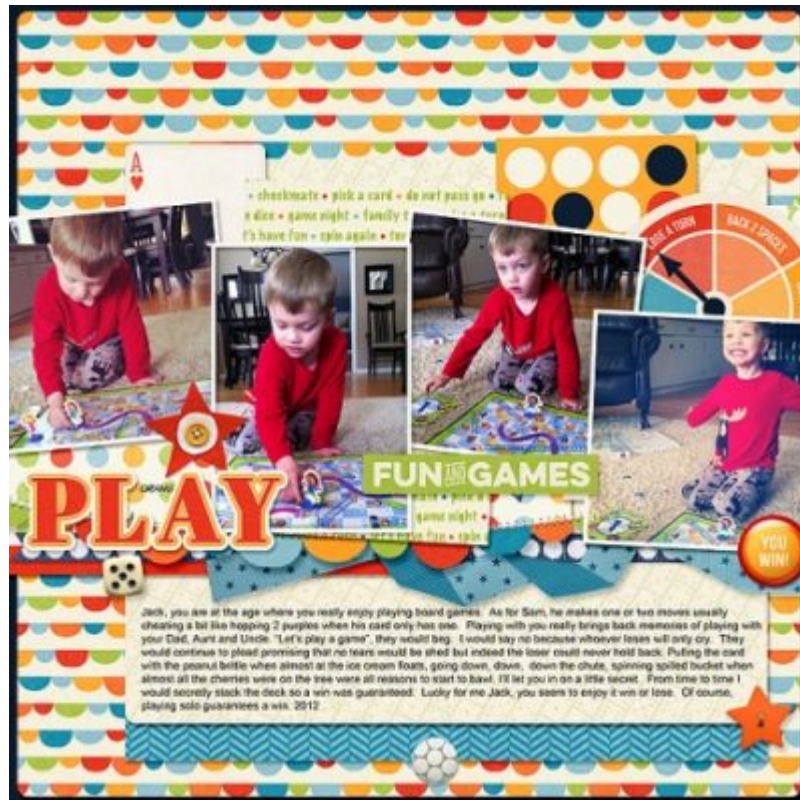 A
• checkmate • pick a card • do not pass go •
dice • game night • family
t's have fun • spin again •
LOSE A TURN
BACK 2 SPACES
FUN AND GAMES
PLAY
game night •
have fun • spin
YOU
WIN!
Jack, you are at the age where you really enjoy playing board games. As for Sam, he makes one or two moves usually
cheating a bit like hopping 2 purples when his card only has one. Playing with you really brings back memories of playing with
your Dad, Aunt and Uncle. "Let's play a game", they would beg. I would say no because whoever loses will only cry. They
would continue to plead promising that no tears would be shed but indeed the loser could never hold back. Pulling the card
with the peanut brittle when almost at the ice cream floats, going down, down, down the chute, spinning spilled bucket when
almost all the cherries were on the tree were all reasons to start to bawl. I'll let you in on a little secret. From time to time I
would secretly stack the deck so a win was guaranteed. Lucky for me Jack, you seem to enjoy it win or lose. Of course,
playing solo guarantees a win. 2012